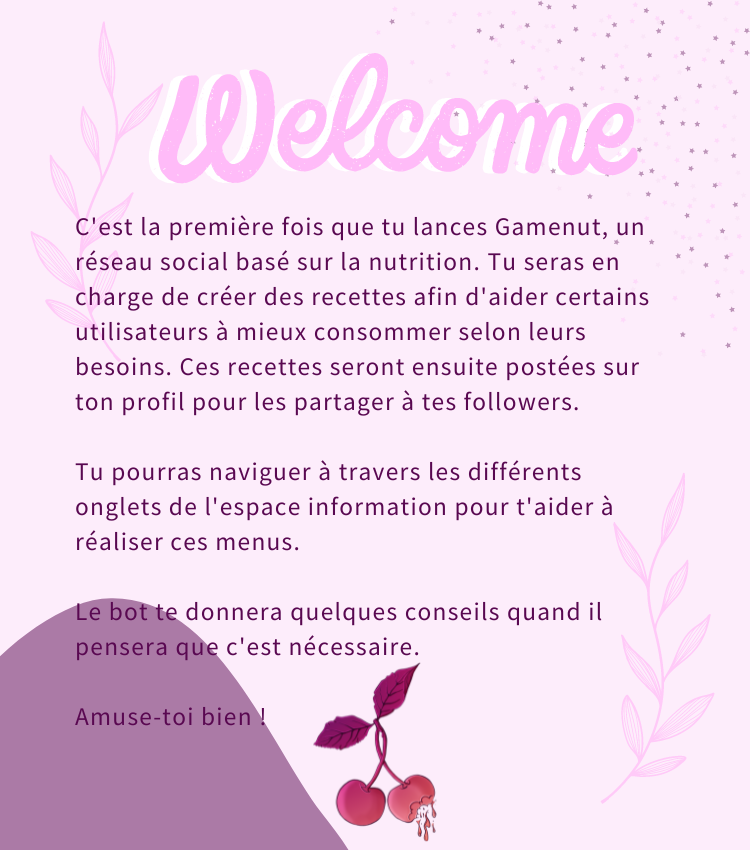 Welcome
C'est la première fois que tu lances Gamenut, un
réseau social basé sur la nutrition. Tu seras en
charge de créer des recettes afin d'aider certains
utilisateurs à mieux consommer selon leurs
besoins. Ces recettes seront ensuite postées sur
ton profil pour les partager à tes followers.
Tu pourras naviguer à travers les différents
onglets de l'espace information pour t'aider à
réaliser ces menus.
Le bot te donnera quelques conseils quand il
pensera que c'est nécessaire.
Amuse-toi bien !